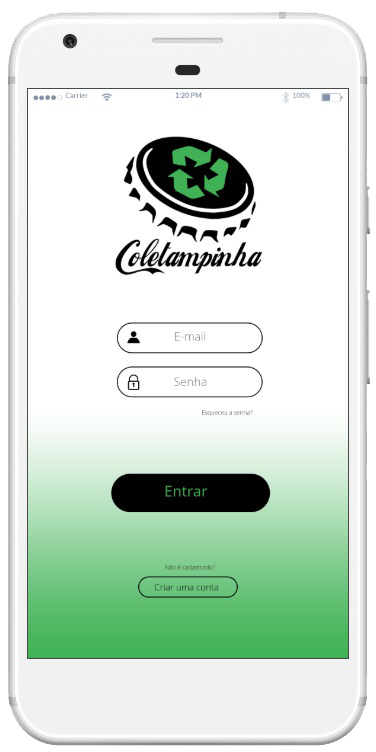 Carrier
1:20 PM
100%
Coletampinha
E-mail
Senha
Esqueceu a senha?
Entrar
Não é cadastrado?
Criar uma conta